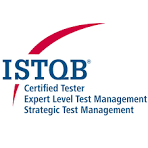 ISTQB®
Certified Tester
Expert Level Test Management
Strategic Test Management